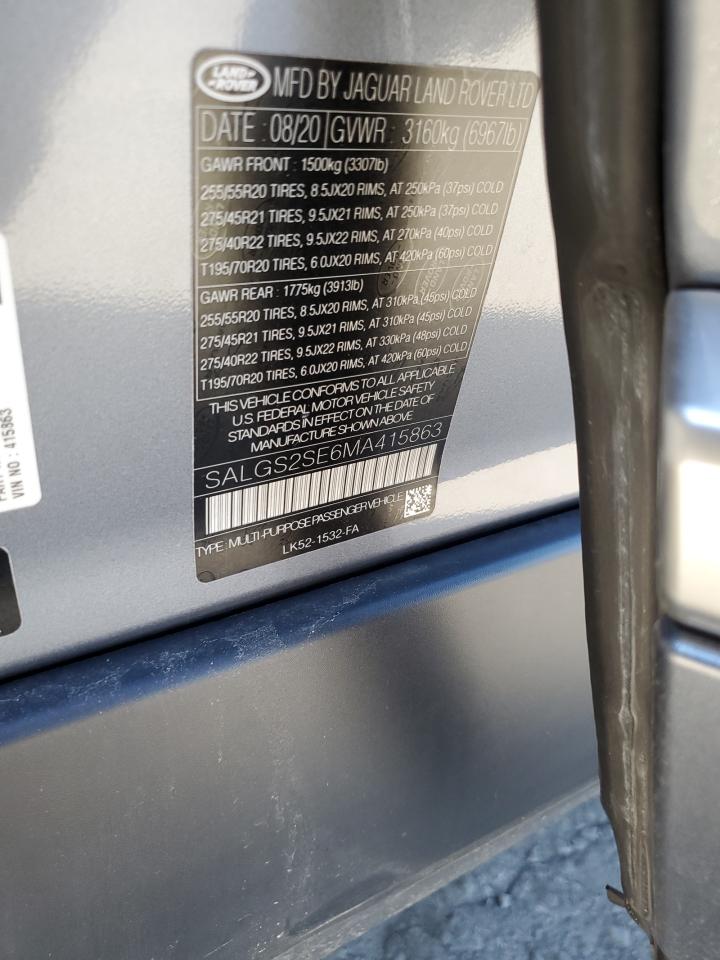 LAND ROVER
MFD BY JAGUAR LAND ROVER LTD
DATE : 08/20 GVWR : 3160kg (6967lb)
GAWR FRONT : 1500kg (3307lb)
255/55R20 TIRES, 8.5JX20 RIMS, AT 250kPa (37psi) COLD
275/45R21 TIRES, 9.5JX21 RIMS, AT 250kPa (37psi) COLD
275/40R22 TIRES, 9.5JX22 RIMS, AT 270kPa (40psi) COLD
T195/70R20 TIRES, 6.0JX20 RIMS, AT 420kPa (60psi) COLD
GAWR REAR : 1775kg (3913lb)
255/55R20 TIRES, 8.5JX20 RIMS, AT 310kPa (45psi) COLD
275/45R21 TIRES, 9.5JX21 RIMS, AT 310kPa (45psi) COLD
275/40R22 TIRES, 9.5JX22 RIMS, AT 330kPa (48psi) COLD
T195/70R20 TIRES, 6.0JX20 RIMS, AT 420kPa (60psi) COLD
THIS VEHICLE CONFORMS TO ALL APPLICABLE
U.S. FEDERAL MOTOR VEHICLE SAFETY
STANDARDS IN EFFECT ON THE DATE OF
MANUFACTURE SHOWN ABOVE
SALGS2SE6MA415863
TYPE : MULTI-PURPOSE PASSENGER VEHICLE
LK52-1532-FA
VIN NO : 415863